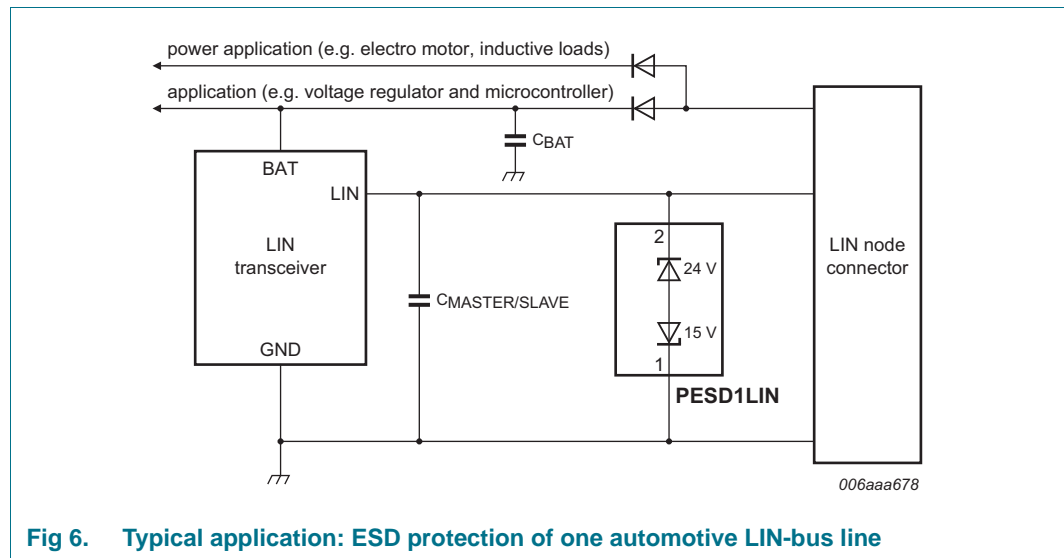 power application (e.g. electro motor, inductive loads)
application (e.g. voltage regulator and microcontroller)
CBAT
BAT
LIN
LIN
transceiver
GND
CMASTER/SLAVE
2
24 V
15 V
1
PESD1LIN
LIN node
connector
006aaa678
Fig 6. Typical application: ESD protection of one automotive LIN-bus line